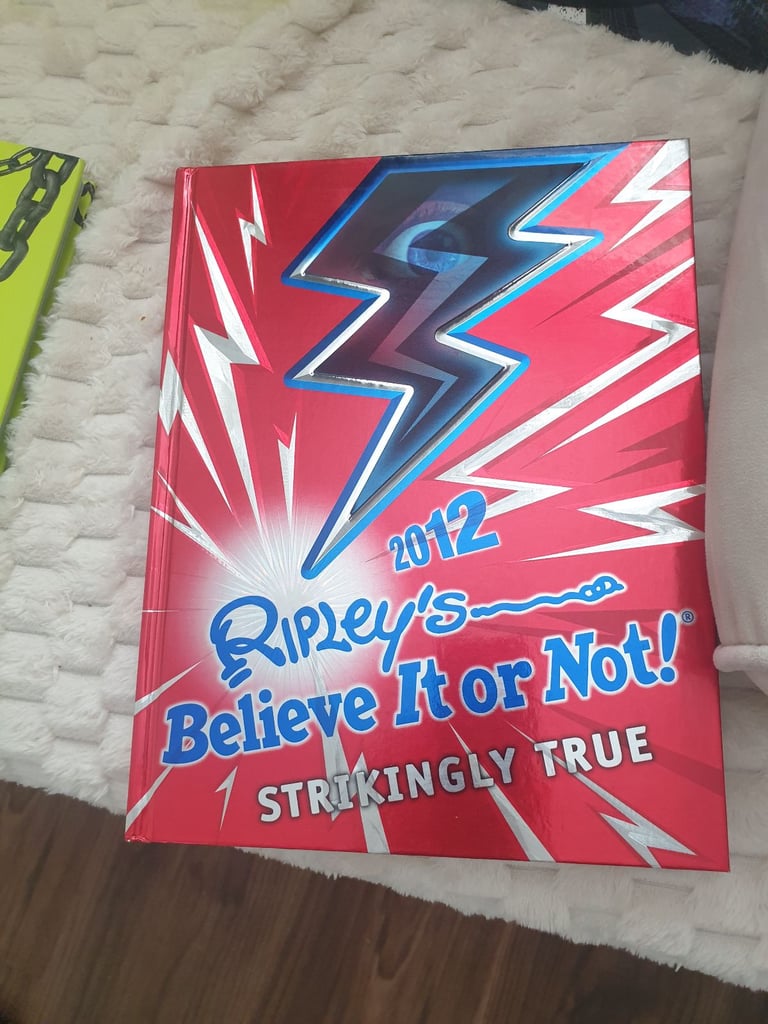 2012
RIPLEY'S
Believe It or Not!®
STRIKINGLY TRUE